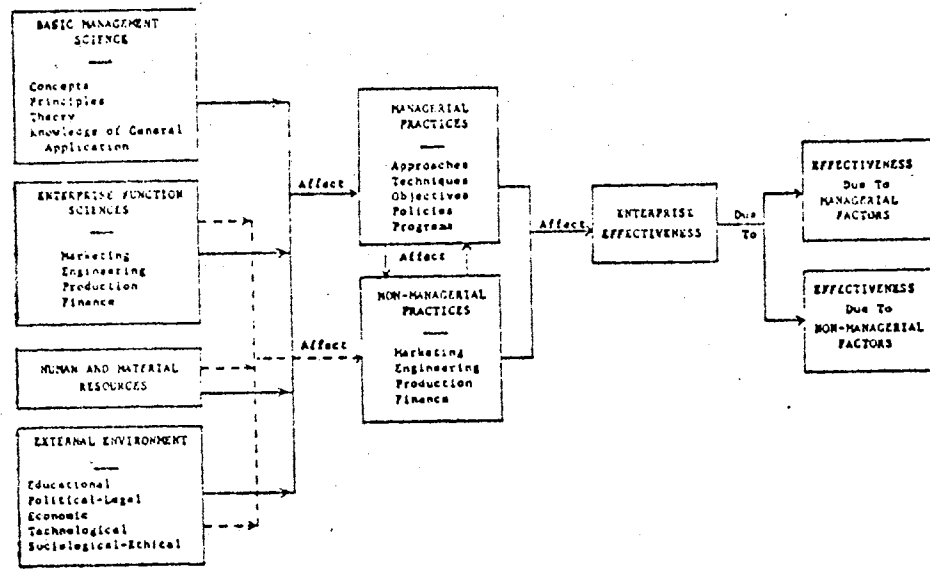 BASIC MANAGEMENT
SCIENCE
Concepts
Principles
Theory
Knowledge of General
Application
ENTERPRISE FUNCTION
SCIENCES
Marketing
Engineering
Production
Finance
HUMAN AND MATERIAL
RESOURCES
EXTERNAL ENVIRONMENT
Educational
Political-Legal
Economic
Technological
Sociological-Ethical
Affect
Affect
MANAGERIAL
PRACTICES
Approaches
Techniques
Objectives
Policies
Programs
Affect
NON-MANAGERIAL
PRACTICES
Marketing
Engineering
Production
Finance
Affect
ENTERPRISE
EFFECTIVENESS
Due
To
EFFECTIVENESS
Due To
MANAGERIAL
FACTORS
EFFECTIVENESS
Due To
NON-MANAGERIAL
FACTORS